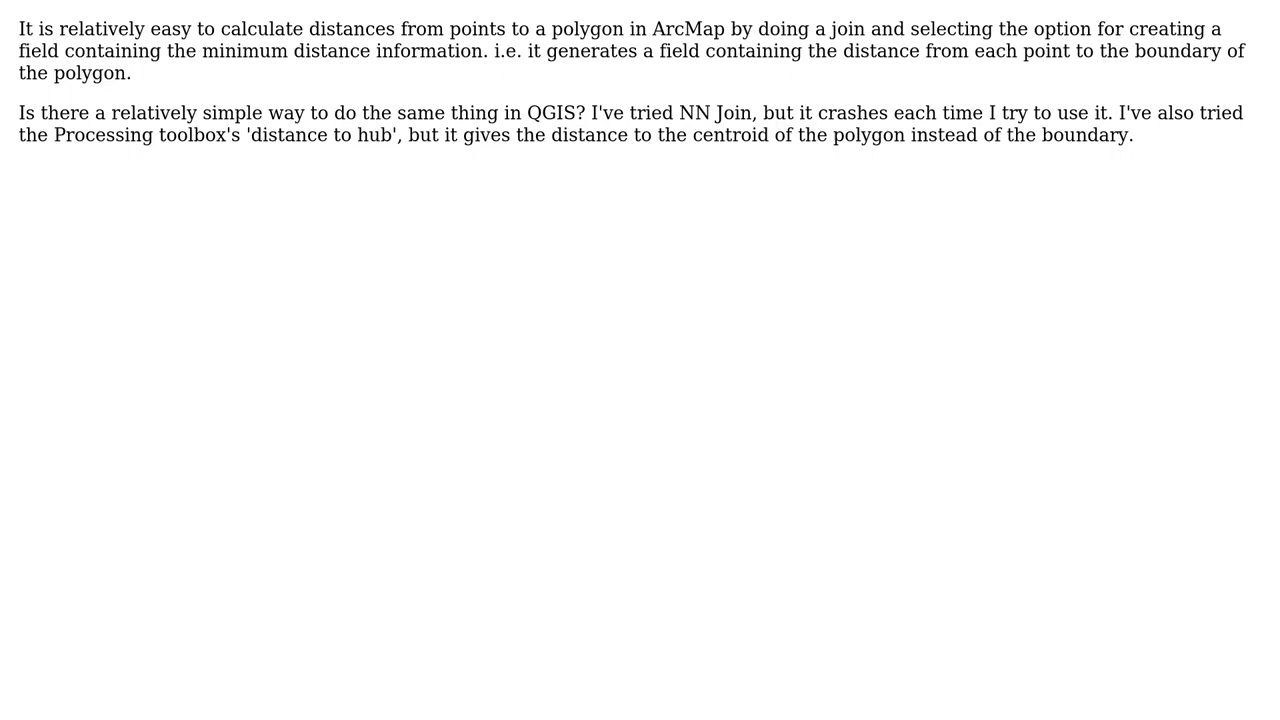 It is relatively easy to calculate distances from points to a polygon in ArcMap by doing a join and selecting the option for creating a
field containing the minimum distance information. i.e. it generates a field containing the distance from each point to the boundary of
the polygon.
Is there a relatively simple way to do the same thing in QGIS? I've tried NN Join, but it crashes each time I try to use it. I've also tried
the Processing toolbox's 'distance to hub', but it gives the distance to the centroid of the polygon instead of the boundary.